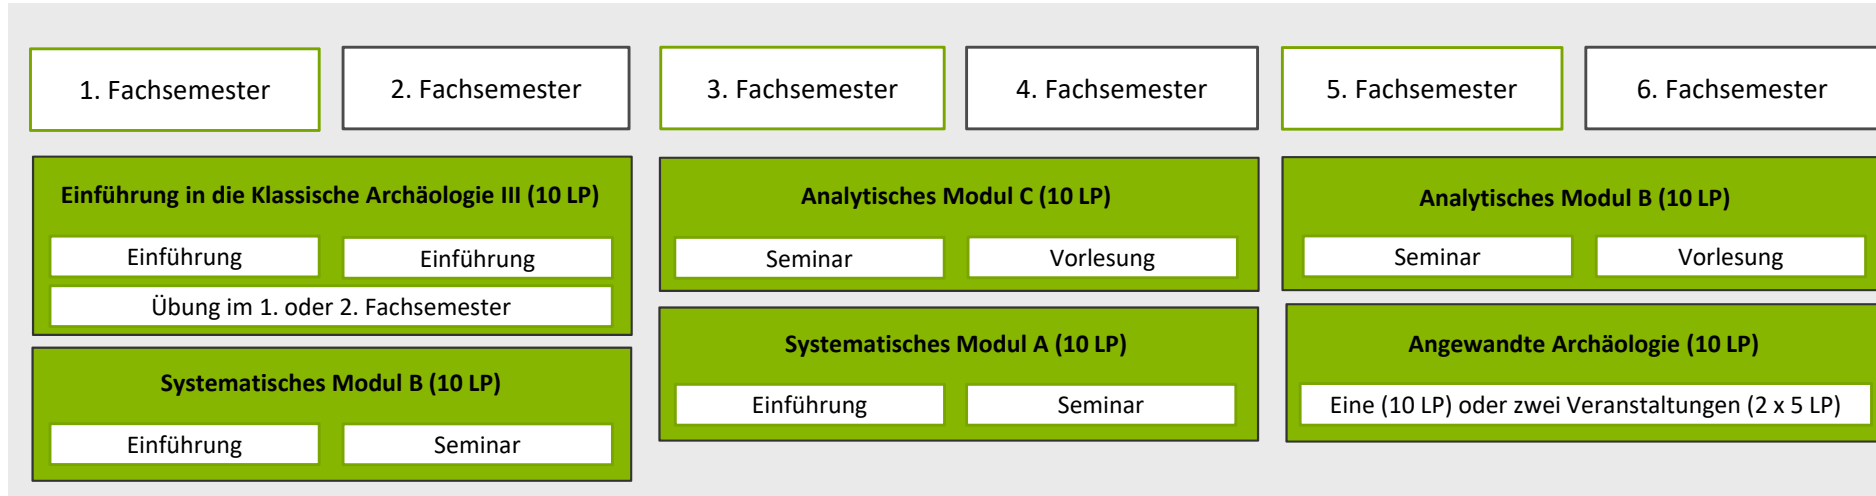 1. Fachsemester
2. Fachsemester
3. Fachsemester
4. Fachsemester
5. Fachsemester
6. Fachsemester
Einführung in die Klassische Archäologie III (10 LP)
Einführung
Einführung
Übung im 1. oder 2. Fachsemester
Systematisches Modul B (10 LP)
Einführung
Seminar
Analytisches Modul C (10 LP)
Seminar
Vorlesung
Systematisches Modul A (10 LP)
Einführung
Seminar
Analytisches Modul B (10 LP)
Seminar
Vorlesung
Angewandte Archäologie (10 LP)
Eine (10 LP) oder zwei Veranstaltungen (2 x 5 LP)